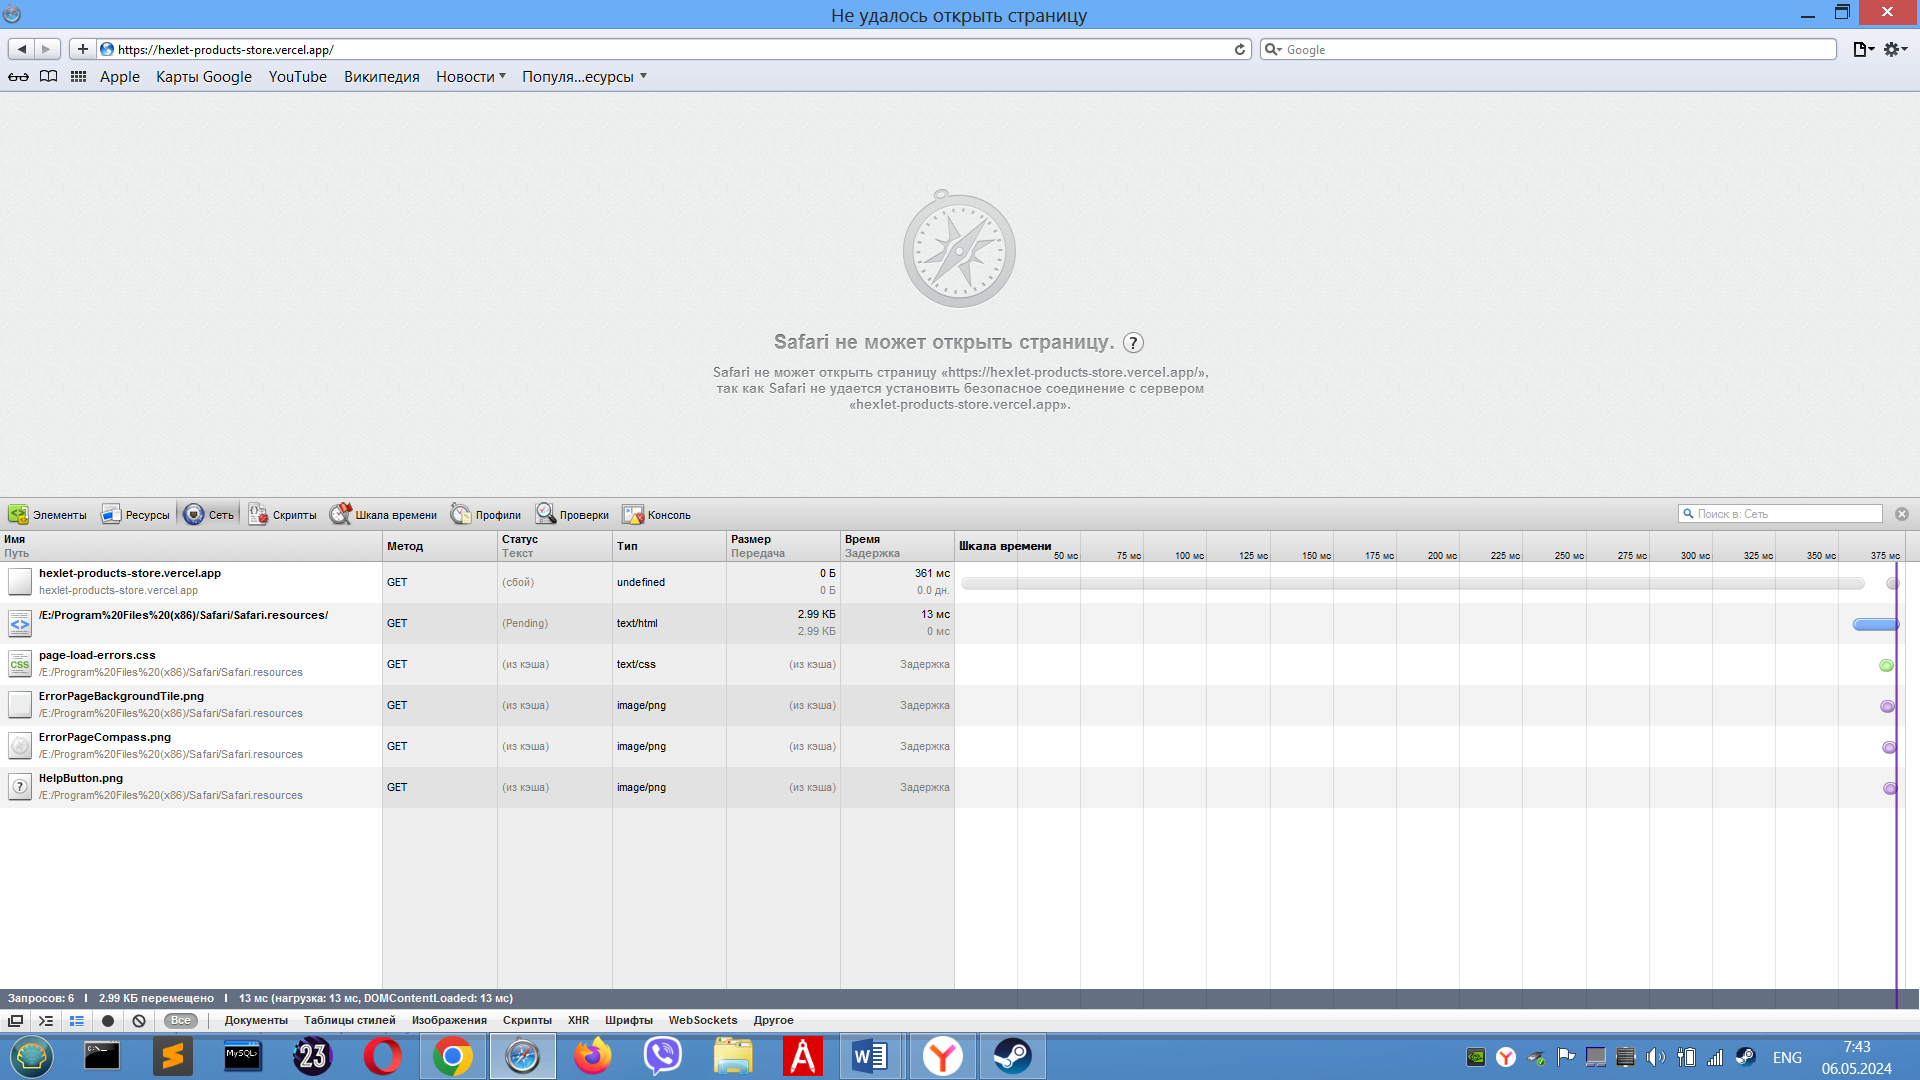 Не удалось открыть страницу
https://hexlet-products-store.vercel.app/
Google
Apple Карты Google YouTube Википедия Новости Популя...есурсы
Safari не может открыть страницу. ?
Safari не может открыть страницу «https://hexlet-products-store.vercel.app/»,
так как Safari не удается установить безопасное соединение с сервером
«hexlet-products-store.vercel.app».
Элементы Ресурсы Сеть Скрипты Шкала времени Профили Проверки Консоль Поиск в: Сеть
Имя Метод Статус Тип Размер Время Шкала времени
Путь Текст Передача Задержка
50 мс 75 мс 100 мс 125 мс 150 мс 175 мс 200 мс 225 мс 250 мс 275 мс 300 мс 325 мс 350 мс 375 мс
hexlet-products-store.vercel.app GET (сбой) undefined 0 Б 361 мс
hexlet-products-store.vercel.app 0 Б 0.0 дн.
/E:/Program%20Files%20(x86)/Safari/Safari.resources/ GET (Pending) text/html 2.99 КБ 13 мс
2.99 КБ 0 мс
page-load-errors.css GET (из кэша) text/css (из кэша) Задержка
/E:/Program%20Files%20(x86)/Safari/Safari.resources
ErrorPageBackgroundTile.png GET (из кэша) image/png (из кэша) Задержка
/E:/Program%20Files%20(x86)/Safari/Safari.resources
ErrorPageCompass.png GET (из кэша) image/png (из кэша) Задержка
/E:/Program%20Files%20(x86)/Safari/Safari.resources
HelpButton.png GET (из кэша) image/png (из кэша) Задержка
/E:/Program%20Files%20(x86)/Safari/Safari.resources
Запросов: 6 I 2.99 КБ перемещено I 13 мс (нагрузка: 13 мс, DOMContentLoaded: 13 мс)
Все Документы Таблицы стилей Изображения Скрипты XHR Шрифты WebSockets Другое
MySQL 23 ENG 7:43
06.05.2024